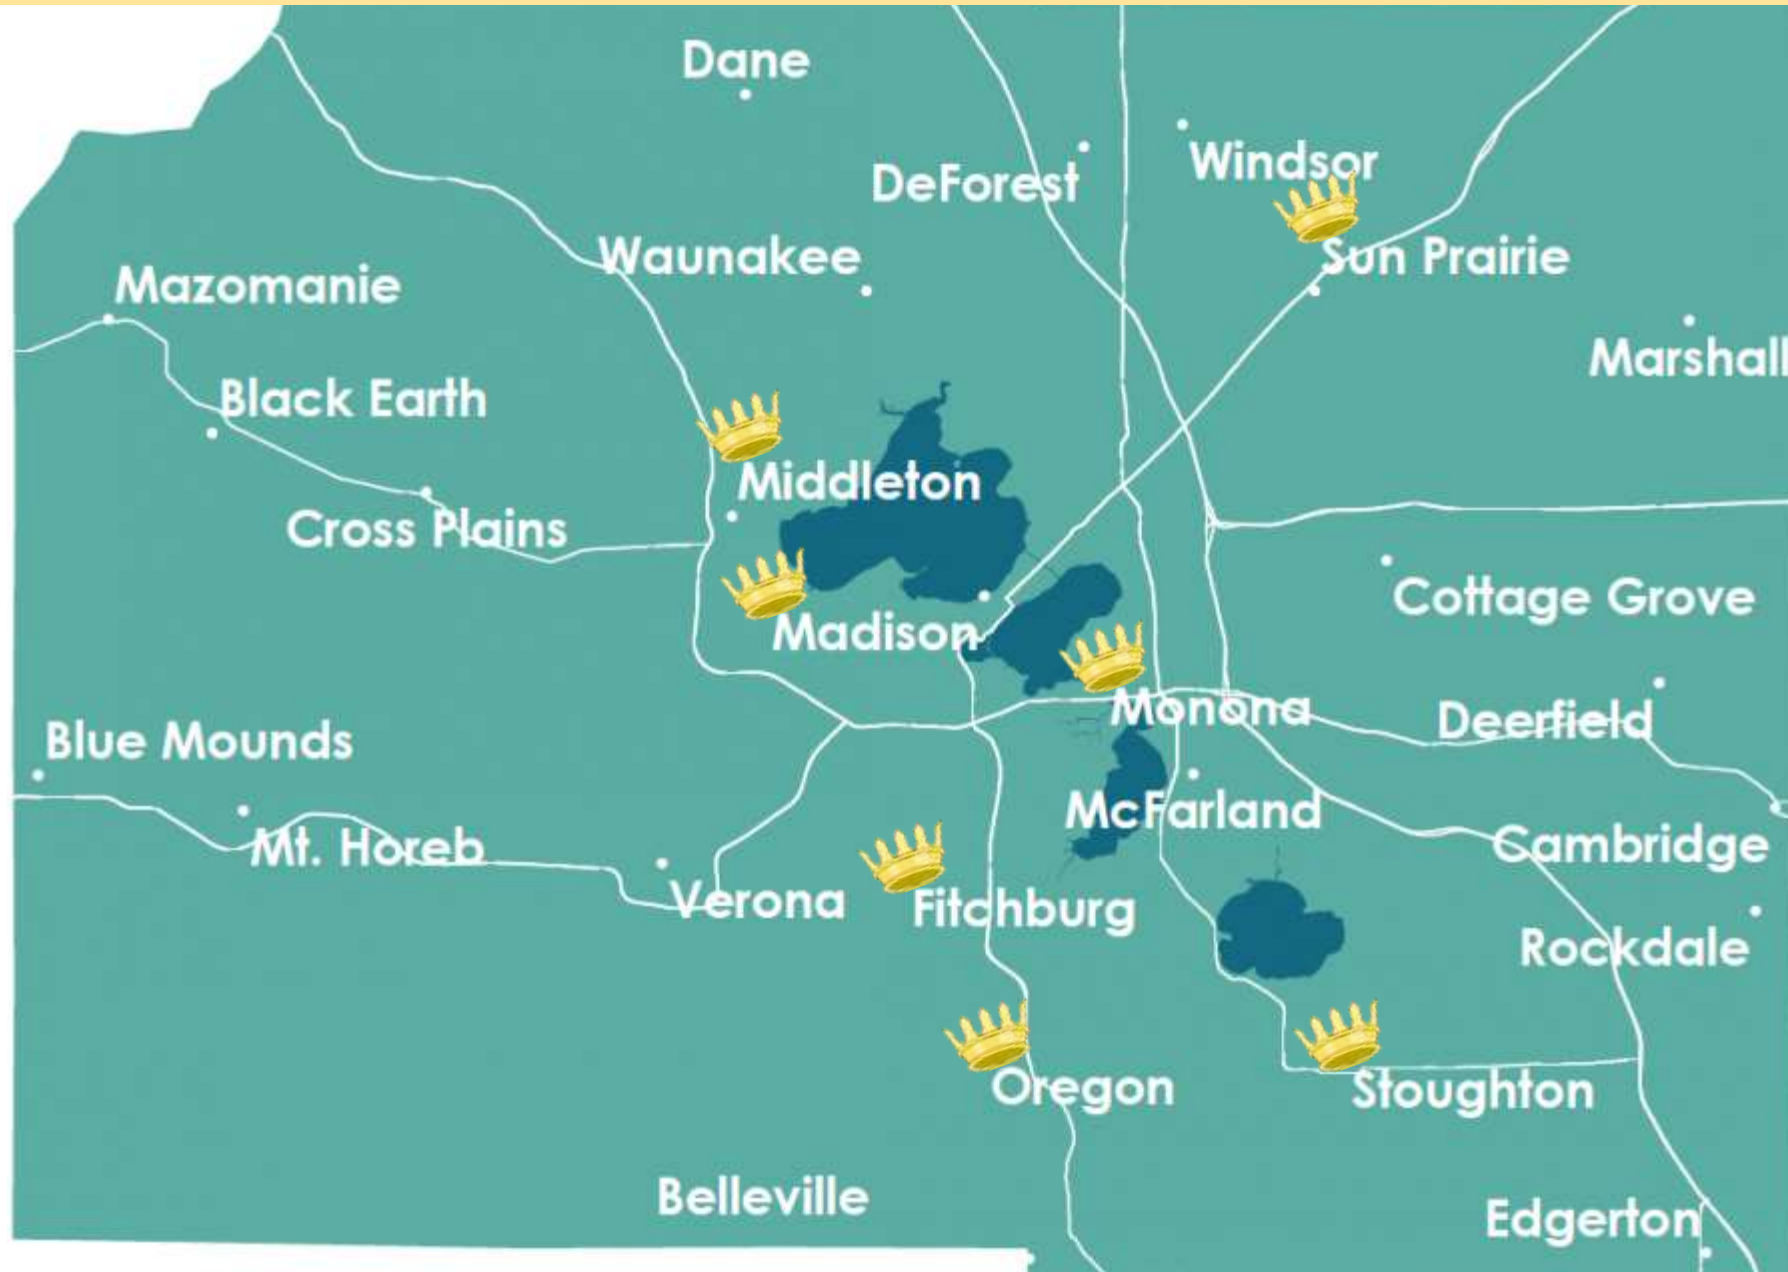 Dane
Windsor
DeForest
Waunakee
Sun Prairie
Mazomanie
Marshall
Black Earth
Middleton
Cross Plains
Cottage Grove
Madison
Monona
Deerfield
Blue Mounds
McFarland
Mt. Horeb
Cambridge
Verona
Fitchburg
Rockdale
Oregon
Stoughton
Belleville
Edgerton